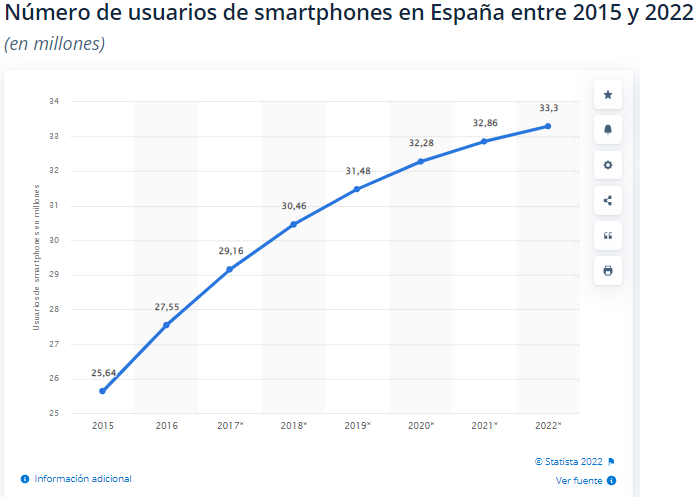 Número de usuarios de smartphones en España entre 2015 y 2022
(en millones)
34
33
32
31
30
29
28
27
26
25
Usuarios de smartphones en millones
25,64
27,55
29,16
30,46
31,48
32,28
32,86
33,3
2015 2016 2017* 2018* 2019* 2020* 2021* 2022*
© Statista 2022
Información adicional
Ver fuente